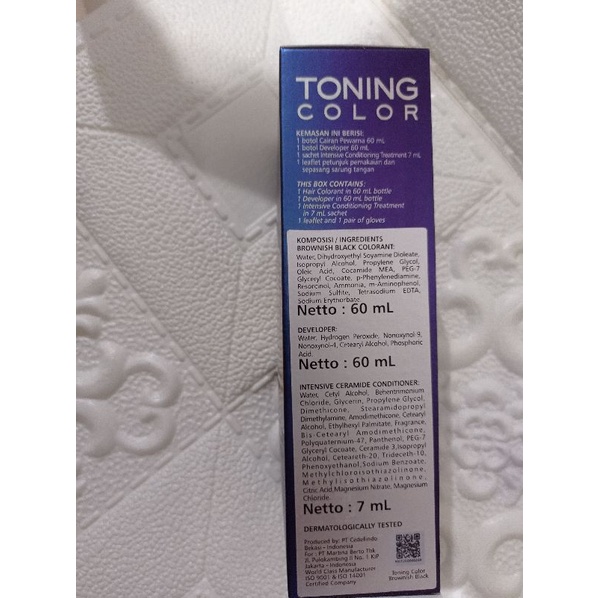 TONING
COLOR
KEMASAN INI BERISI:
1 botol Cairan Pewarna 60 mL
1 botol Developer 60 mL
1 sachet Intensive Conditioning Treatment 7 mL
1 leaflet petunjuk pemakaian dan
sepasang sarung tangan
THIS BOX CONTAINS:
1 Hair Colorant in 60 mL bottle
1 Developer in 60 mL bottle
1 Intensive Conditioning Treatment
in 7 mL sachet
1 leaflet and 1 pair of gloves
KOMPOSISI / INGREDIENTS
BROWNISH BLACK COLORANT:
Water, Dihydroxyethyl Soyamine Dioleate,
Isopropyl Alcohol, Propylene Glycol,
Oleic Acid, Cocamide MEA, PEG-7
Glyceryl Cocoate, p-Phenylenediamine,
Resorcinol, Ammonia, m-Aminophenol,
Sodium Sulfite, Tetrasodium EDTA,
Sodium Erythorbate.
Netto : 60 mL
DEVELOPER:
Water, Hydrogen Peroxide, Nonoxynol-9,
Nonoxynol-4, Cetearyl Alcohol, Phosphoric
Acid.
Netto : 60 mL
INTENSIVE CERAMIDE CONDITIONER:
Water, Cetyl Alcohol, Behentrimonium
Chloride, Glycerin, Propylene Glycol,
Dimethicone, Stearamidopropyl
Dimethylamine, Amodimethicone, Cetearyl
Alcohol, Ethylhexyl Palmitate, Fragrance,
Bis-Cetearyl Amodimethicone,
Polyquaternium-47, Panthenol, PEG-7
Glyceryl Cocoate, Ceramide 3,Isopropyl
Alcohol, Ceteareth-20, Trideceth-10,
Phenoxyethanol,Sodium Benzoate,
Methylchloroisothiazolinone,
Methylisothiazolinone,
Citric Acid Magnesium Nitrate, Magnesium
Chloride.
Netto : 7 mL
DERMATOLOGICALLY TESTED
Produced by: PT Cedefindo
Bekasi - Indonesia
For : PT Martina Berto Tbk
Jl. Pulokambing II No. 1 KIP
Jakarta - Indonesia
World Class Manufacturer
ISO 9001 & ISO 14001
Certified Company
Toning Color
Brownish Black